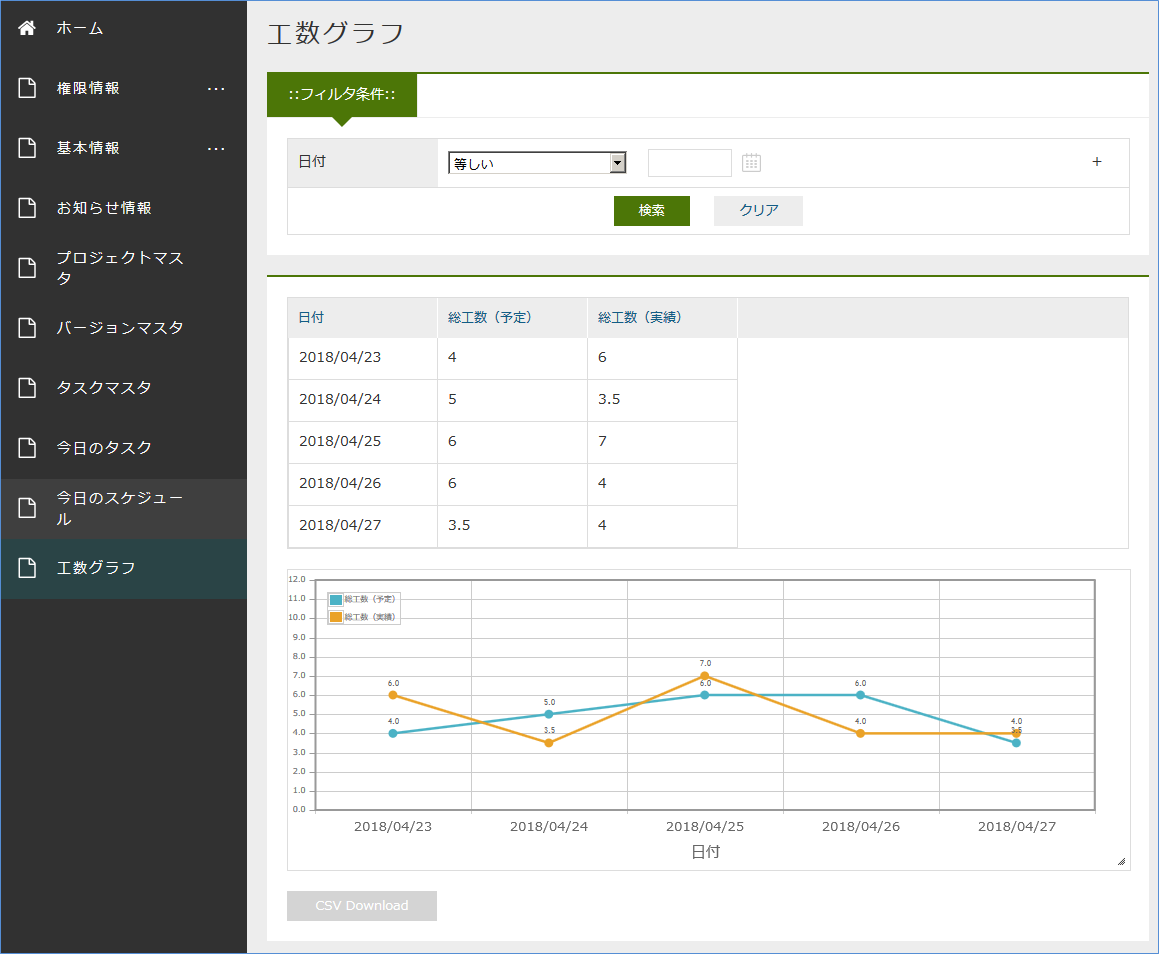 ホーム
権限情報 ...
基本情報 ...
お知らせ情報
プロジェクトマス
タ
バージョンマスタ
タスクマスタ
今日のタスク
今日のスケジュー
ル
工数グラフ
工数グラフ
::フィルタ条件::
日付 等しい +
検索 クリア
日付 総工数（予定） 総工数（実績）
2018/04/23 4 6
2018/04/24 5 3.5
2018/04/25 6 7
2018/04/26 6 4
2018/04/27 3.5 4
12.0
11.0
10.0
9.0
8.0
7.0
6.0
5.0
4.0
3.0
2.0
1.0
0.0
総工数（予定）
総工数（実績）
7.0
6.0 6.0 6.0
5.0
4.0 3.5 4.0 4.0
3.5
2018/04/23 2018/04/24 2018/04/25 2018/04/26 2018/04/27
日付
CSV Download